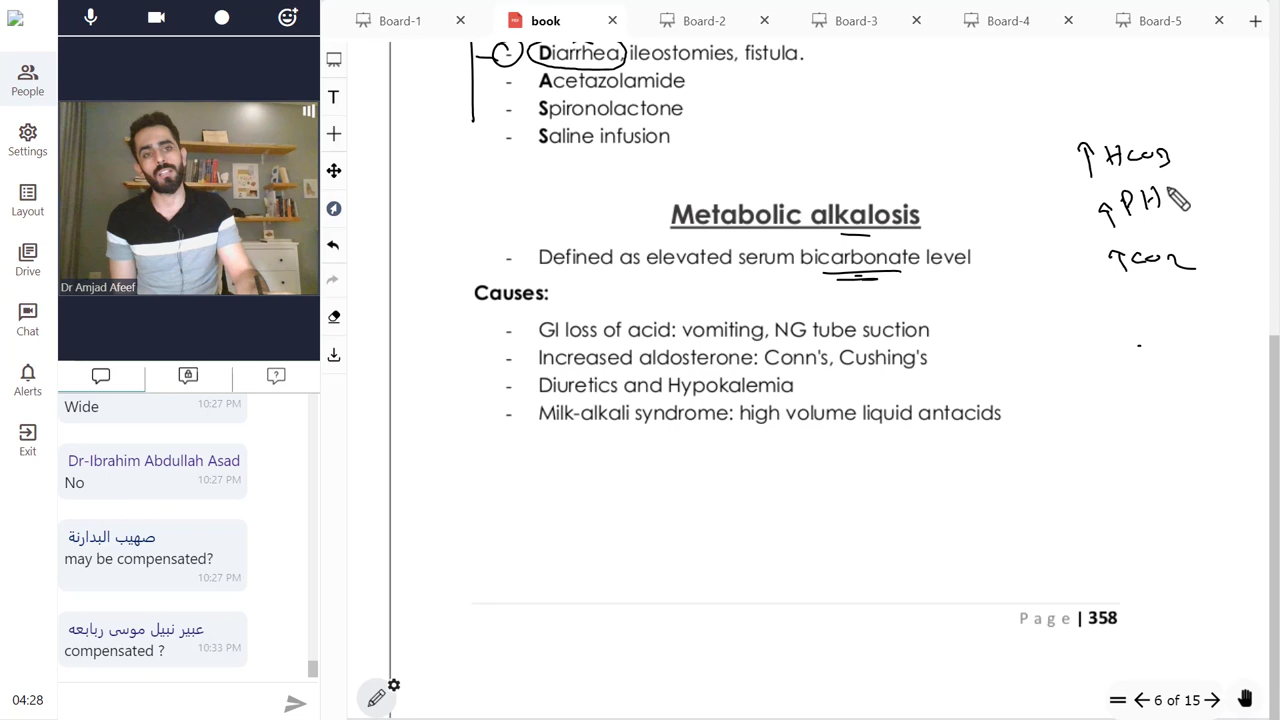 Board-1
book
Board-2
Board-3
Board-4
Board-5
People
Settings
Layout
Drive
Chat
Alerts
Exit
04:28
Dr Amjad Afeef
Wide
10:27 PM
Dr-Ibrahim Abdullah Asad
No
10:27 PM
صهيب البدارنة
may be compensated?
10:27 PM
عبير نبيل موسى ربابعه
compensated ?
10:33 PM
T
- Diarrhea, ileostomies, fistula.
- Acetazolamide
- Spironolactone
- Saline infusion
Metabolic alkalosis
- Defined as elevated serum bicarbonate level
Causes:
- GI loss of acid: vomiting, NG tube suction
- Increased aldosterone: Conn's, Cushing's
- Diuretics and Hypokalemia
- Milk-alkali syndrome: high volume liquid antacids
↑ HCO3
↑ PH
↑ CO2
Page | 358
6 of 15